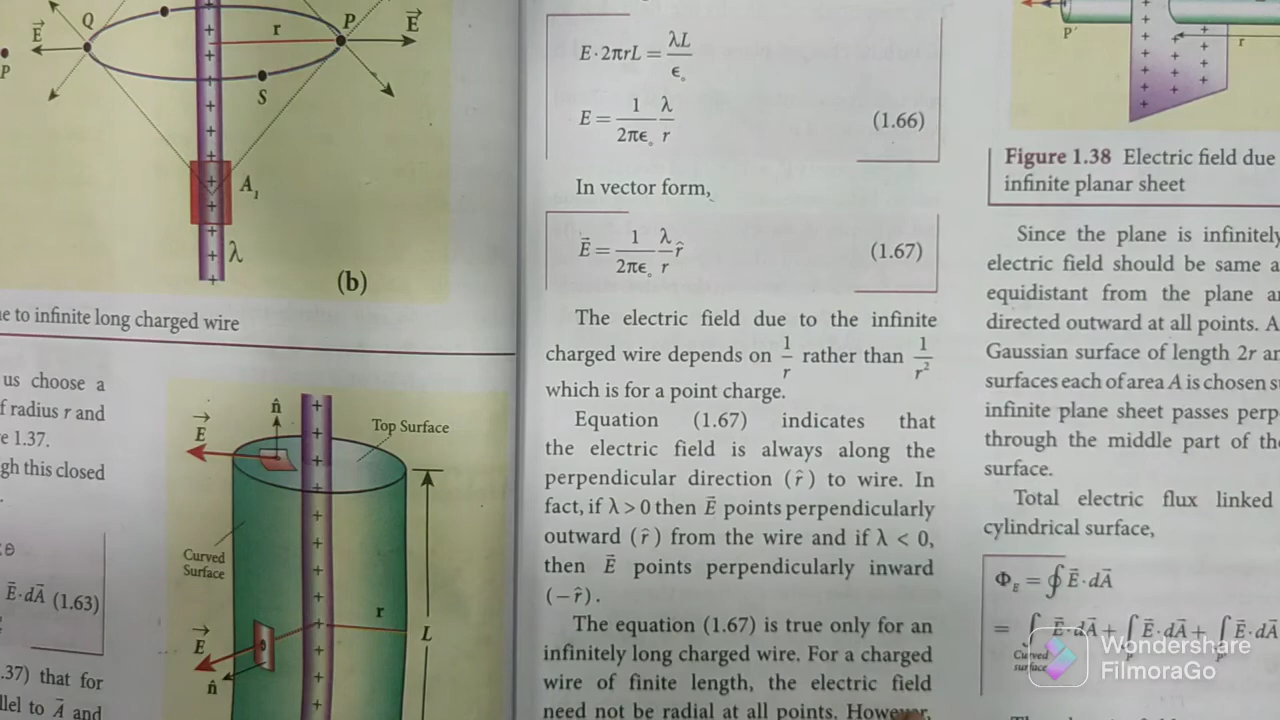 E⃗
Q
r
P
E⃗
P
S
A₁
λ
(b)
ue to infinite long charged wire
us choose a
f radius r and
e 1.37.
gh this closed
E⃗·dA⃗ (1.63)
.37) that for
llel to A⃗ and
n̂
E⃗
Top Surface
Curved
Surface
r
L
E⃗
n̂
E·2πrL = λL/ϵ₀
E = 1/2πϵ₀ λ/r (1.66)
In vector form,
E⃗ = 1/2πϵ₀ λ/r r̂ (1.67)
The electric field due to the infinite
charged wire depends on 1/r rather than 1/r²
which is for a point charge.
Equation (1.67) indicates that
the electric field is always along the
perpendicular direction (r̂) to wire. In
fact, if λ > 0 then E⃗ points perpendicularly
outward (r̂) from the wire and if λ < 0,
then E⃗ points perpendicularly inward
(−r̂).
The equation (1.67) is true only for an
infinitely long charged wire. For a charged
wire of finite length, the electric field
need not be radial at all points. However,
P′
r
Figure 1.38 Electric field due
infinite planar sheet
Since the plane is infinitely
electric field should be same a
equidistant from the plane a
directed outward at all points. A
Gaussian surface of length 2r a
surfaces each of area A is chosen s
infinite plane sheet passes perp
through the middle part of the
surface.
Total electric flux linked
cylindrical surface,
Φ_E = ∮ E⃗·dA⃗
= ∫ E⃗·dA⃗ + ∫ E⃗·dA⃗ + ∫ E⃗·dA⃗
Curved
surface
P
P′
Wondershare
FilmoraGo